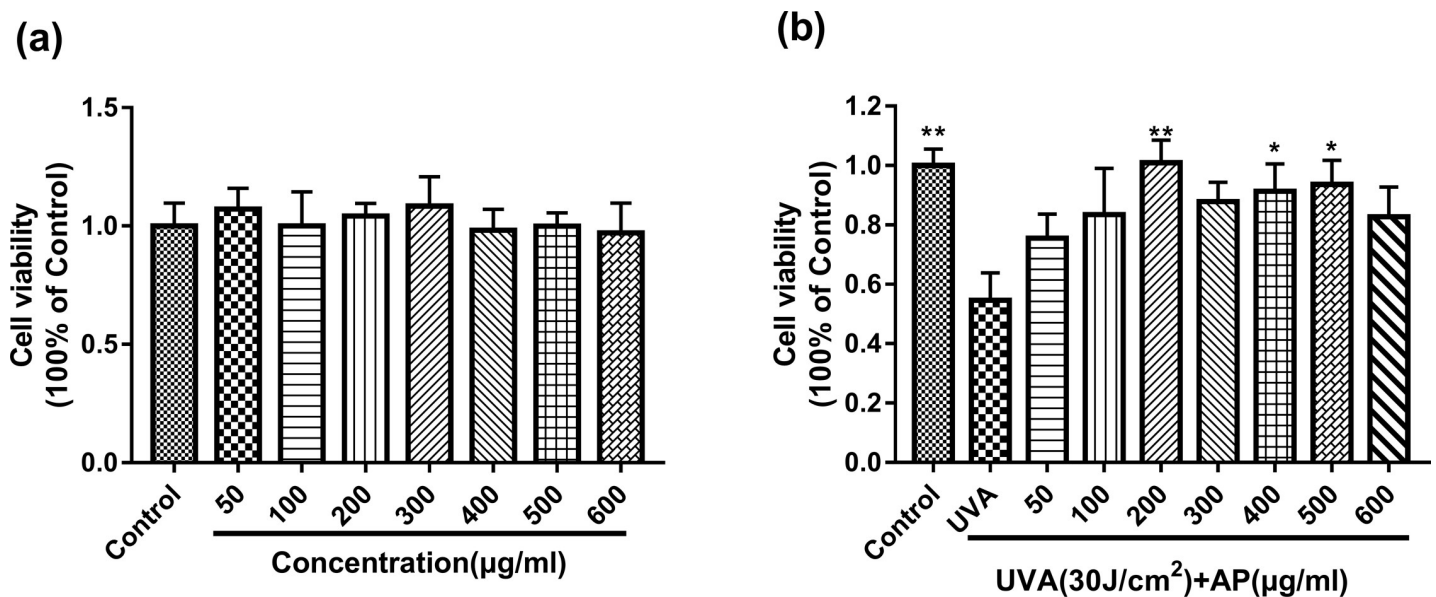 (a)
Cell viability
(100% of Control)
1.5
1.0
0.5
0.0
Control
50
100
200
300
400
500
600
Concentration(µg/ml)
(b)
Cell viability
(100% of Control)
1.2
1.0
0.8
0.6
0.4
0.2
0.0
**
**
*
*
Control
UVA
50
100
200
300
400
500
600
UVA(30J/cm²)+AP(µg/ml)